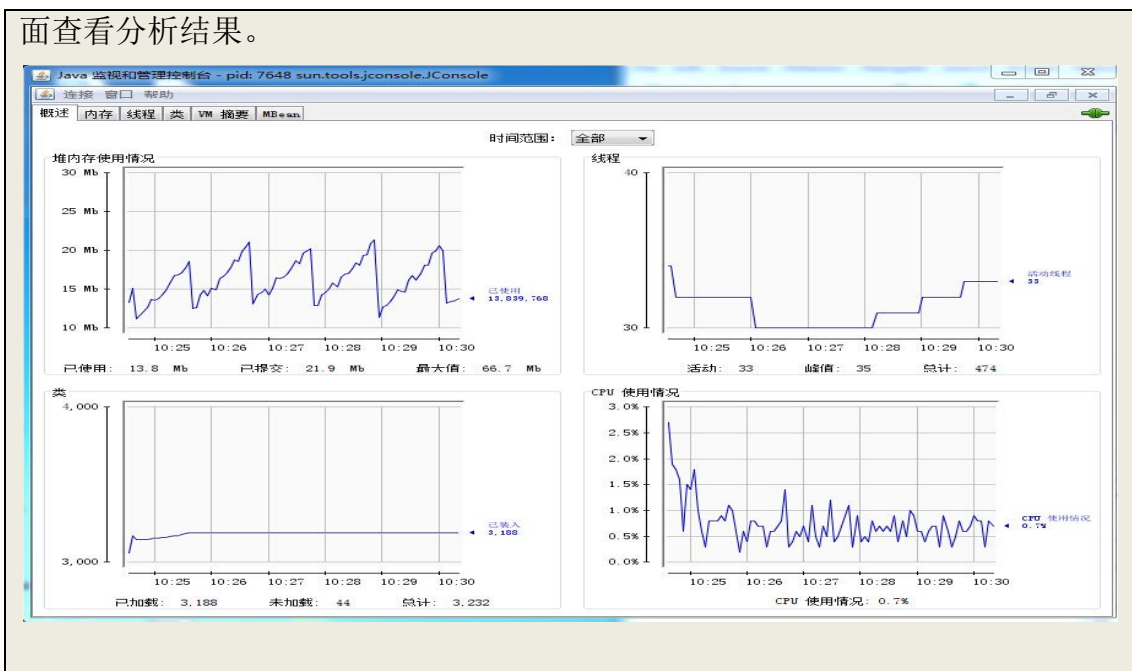 面查看分析结果。
Java 监视和管理控制台 - pid: 7648 sun.tools.jconsole.JConsole
连接 窗口 帮助
概述 内存 线程 类 VM 摘要 MBean
时间范围: 全部
堆内存使用情况
30 Mb
25 Mb
20 Mb
15 Mb
10 Mb
已使用
13,839,768
10:25 10:26 10:27 10:28 10:29 10:30
已使用: 13.8 Mb 已提交: 21.9 Mb 最大值: 66.7 Mb
线程
40
30
活动线程
33
10:25 10:26 10:27 10:28 10:29 10:30
活动: 33 峰值: 35 总计: 474
类
4,000
3,000
已装入
3,188
10:25 10:26 10:27 10:28 10:29 10:30
已加载: 3,188 未加载: 44 总计: 3,232
CPU 使用情况
3.0%
2.5%
2.0%
1.5%
1.0%
0.5%
0.0%
CPU 使用情况
0.7%
10:25 10:26 10:27 10:28 10:29 10:30
CPU 使用情况: 0.7%